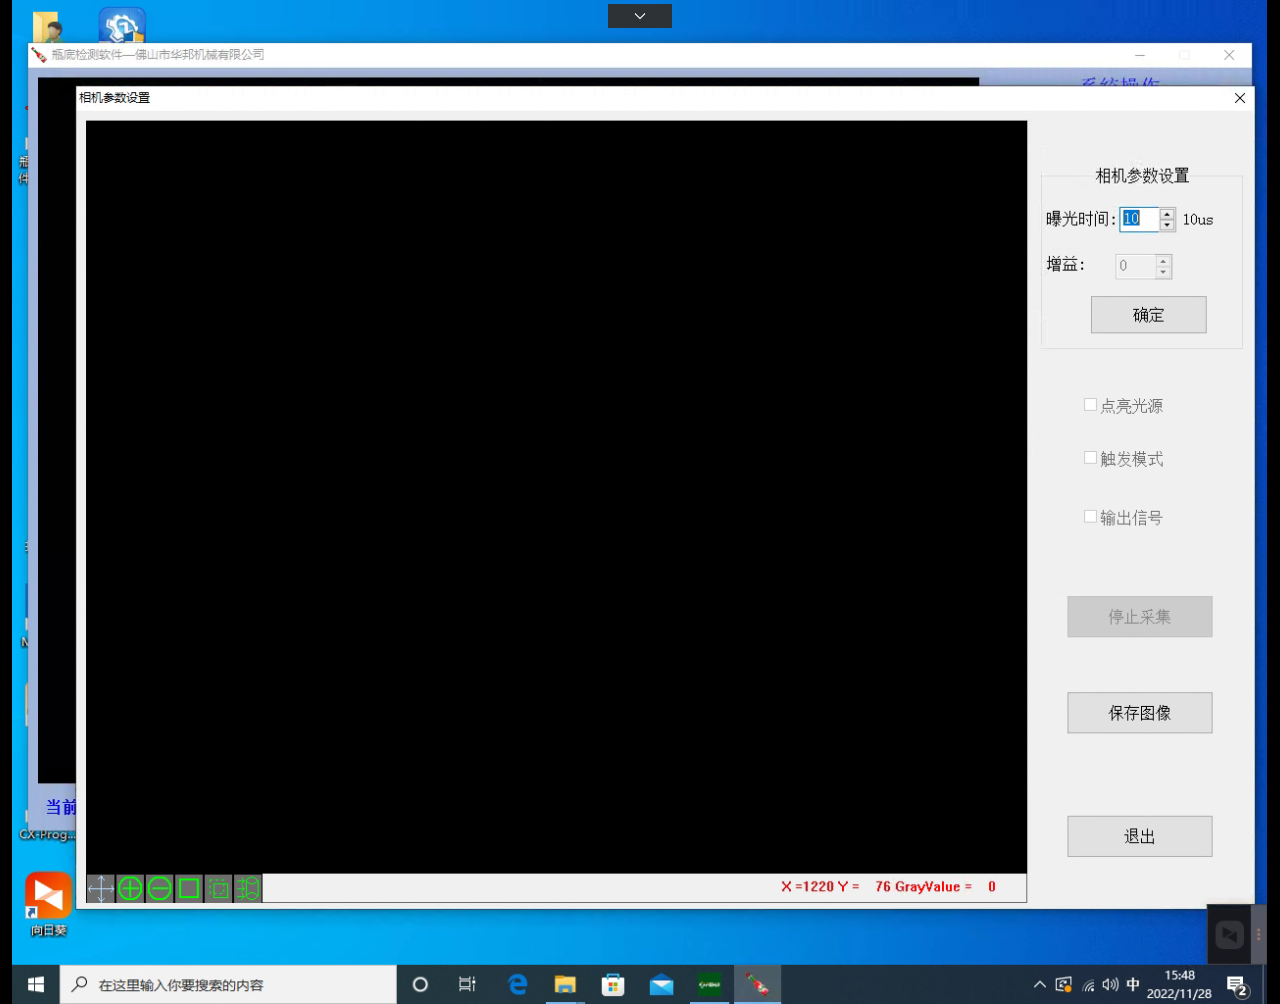 瓶底检测软件—佛山市华邦机械有限公司
系统操作
相机参数设置
相机参数设置
曝光时间: 10 10us
增益: 0
确定
点亮光源
触发模式
输出信号
停止采集
保存图像
退出
当前
CX-Prog...
X =1220 Y = 76 GrayValue = 0
向日葵
在这里输入你要搜索的内容
中
15:48
2022/11/28
2